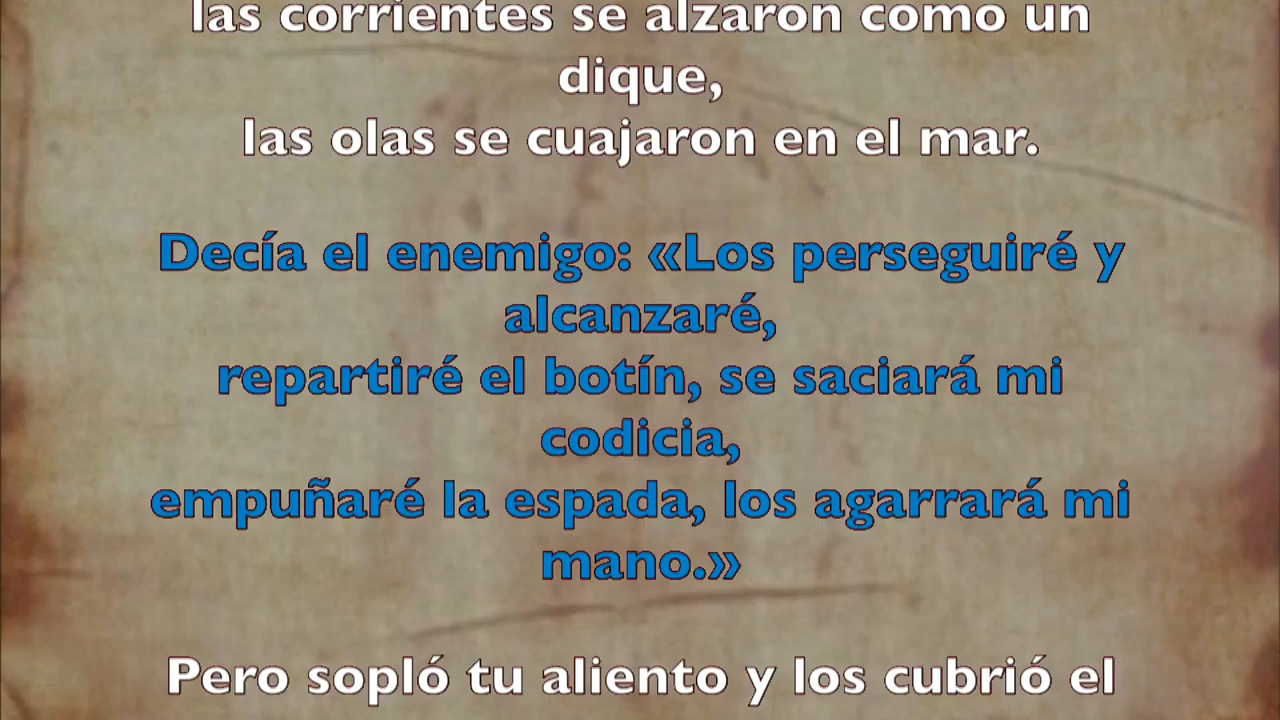 las corrientes se alzaron como un
dique,
las olas se cuajaron en el mar.
Decía el enemigo: «Los perseguiré y
alcanzaré,
repartiré el botín, se saciará mi
codicia,
empuñaré la espada, los agarrará mi
mano.»
Pero sopló tu aliento y los cubrió el